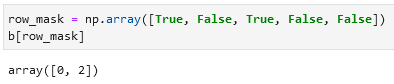 row_mask = np.array([True, False, True, False, False])
b[row_mask]
array([0, 2])